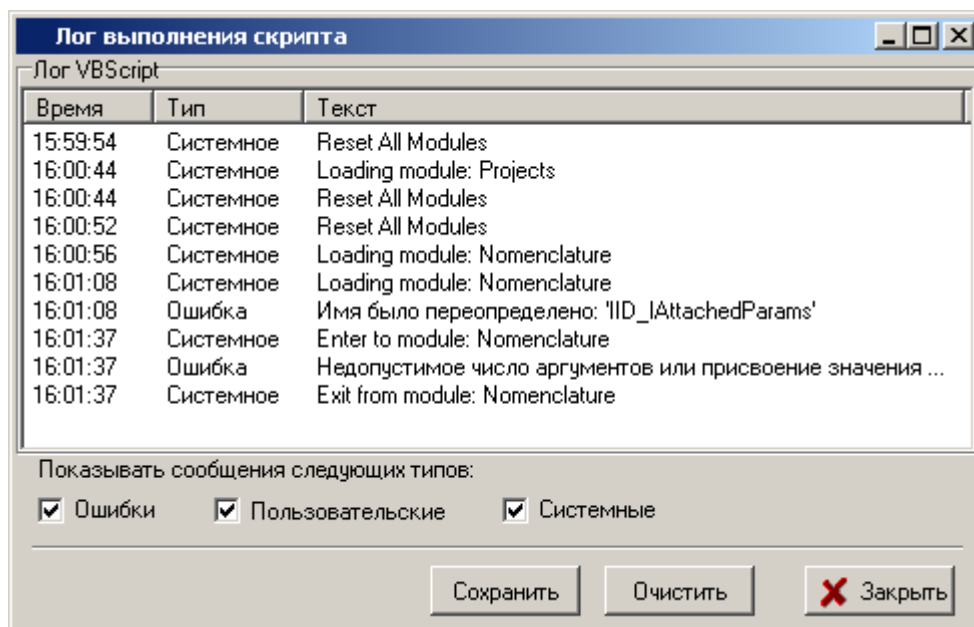 Лог выполнения скрипта
Лог VBScript
Время Тип Текст
15:59:54 Системное Reset All Modules
16:00:44 Системное Loading module: Projects
16:00:44 Системное Reset All Modules
16:00:52 Системное Reset All Modules
16:00:56 Системное Loading module: Nomenclature
16:01:08 Системное Loading module: Nomenclature
16:01:08 Ошибка Имя было переопределено: 'IID_IAttachedParams'
16:01:37 Системное Enter to module: Nomenclature
16:01:37 Ошибка Недопустимое число аргументов или присвоение значения ...
16:01:37 Системное Exit from module: Nomenclature
Показывать сообщения следующих типов:
Ошибки Пользовательские Системные
Сохранить Очистить Закрыть